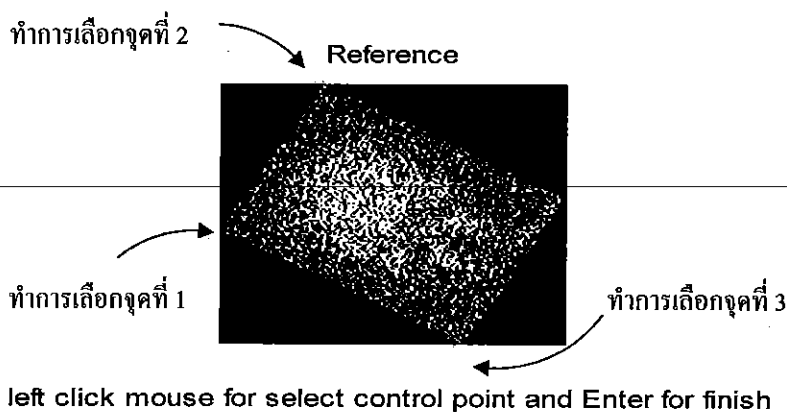 ทำการเลือกจุดที่ 2
Reference
ทำการเลือกจุดที่ 1
ทำการเลือกจุดที่ 3
left click mouse for select control point and Enter for finish